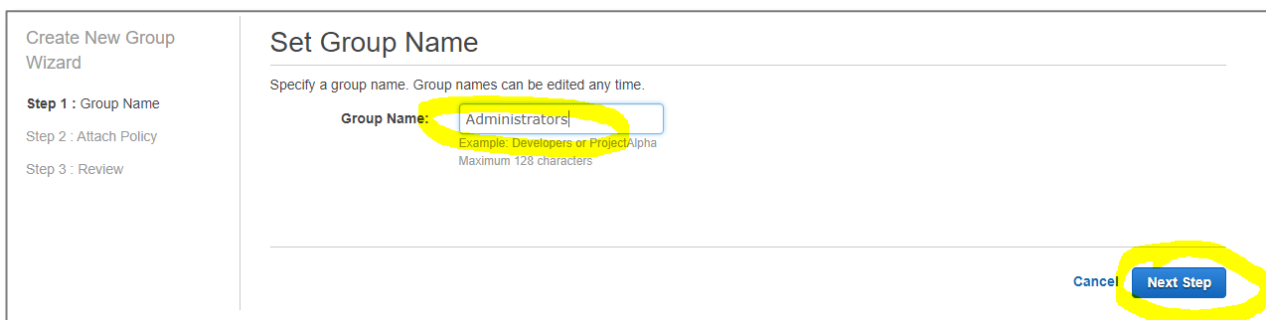 Create New Group
Wizard
Step 1 : Group Name
Step 2 : Attach Policy
Step 3 : Review
Set Group Name
Specify a group name. Group names can be edited any time.
Group Name: Administrators
Example: Developers or ProjectAlpha
Maximum 128 characters
Cancel Next Step